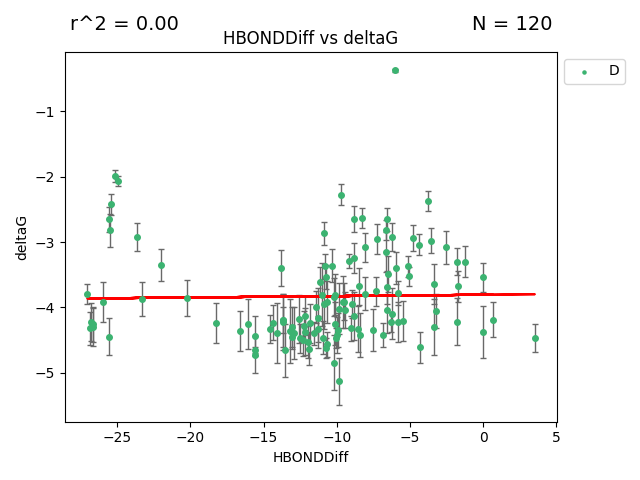 r^2 = 0.00
N = 120
HBONDDiff vs deltaG
D
−1
−2
−3
−4
−5
deltaG
−25
−20
−15
−10
−5
0
5
HBONDDiff